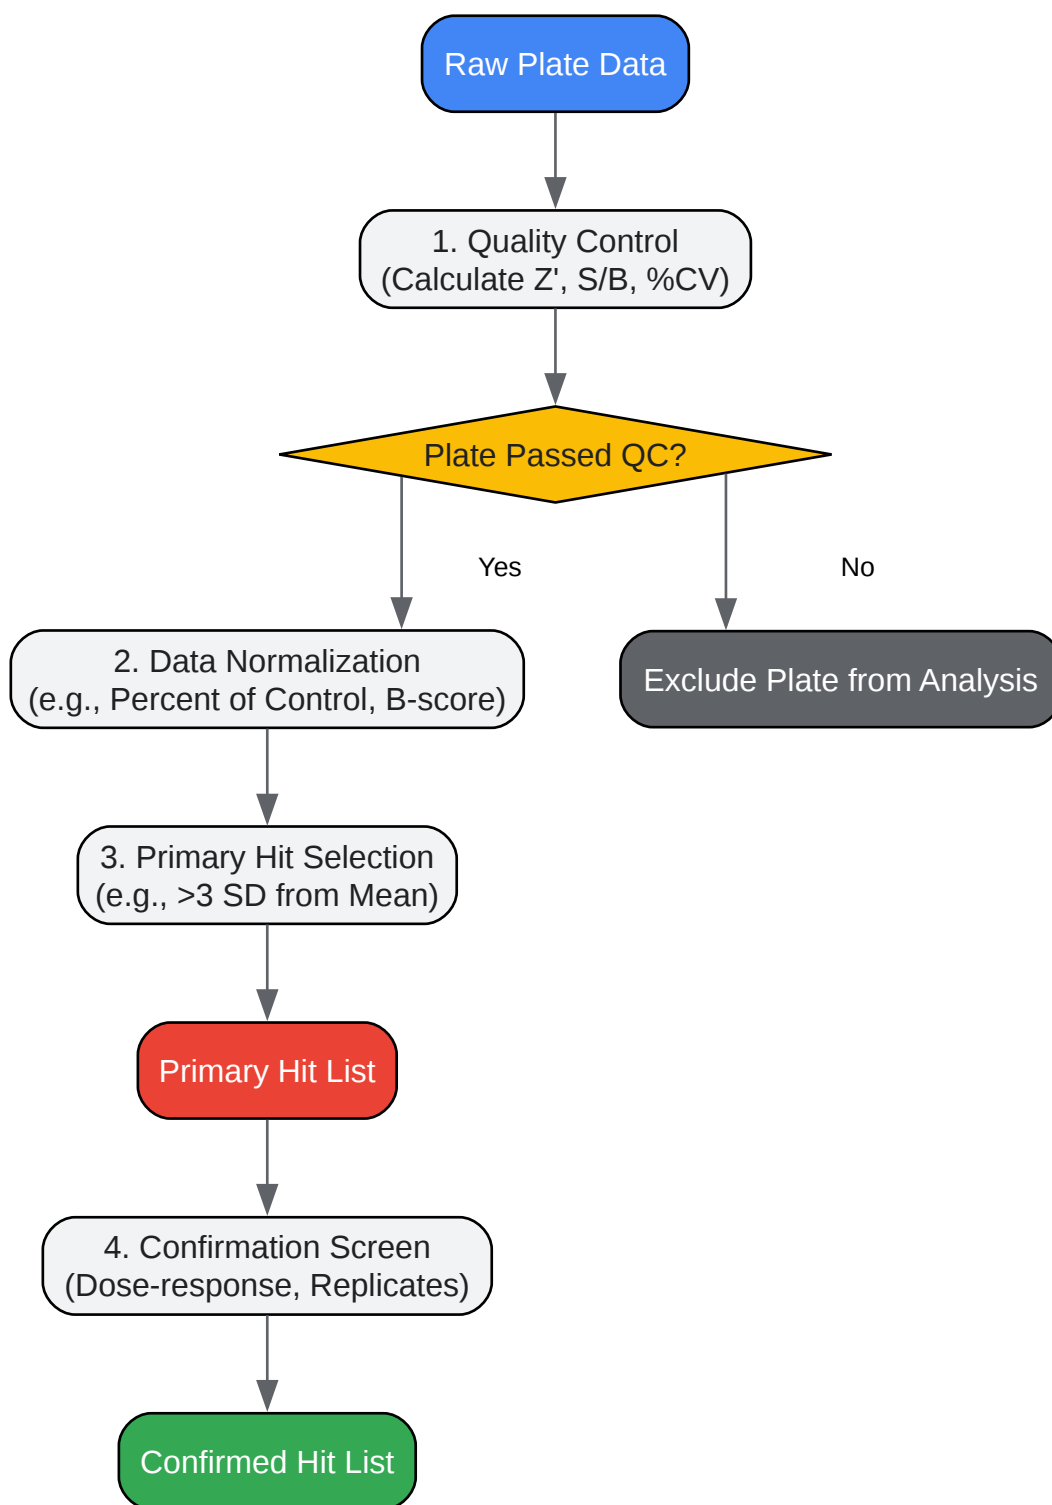 Raw Plate Data
1. Quality Control
(Calculate Z', S/B, %CV)
Plate Passed QC?
Yes
No
2. Data Normalization
(e.g., Percent of Control, B-score)
Exclude Plate from Analysis
3. Primary Hit Selection
(e.g., >3 SD from Mean)
Primary Hit List
4. Confirmation Screen
(Dose-response, Replicates)
Confirmed Hit List